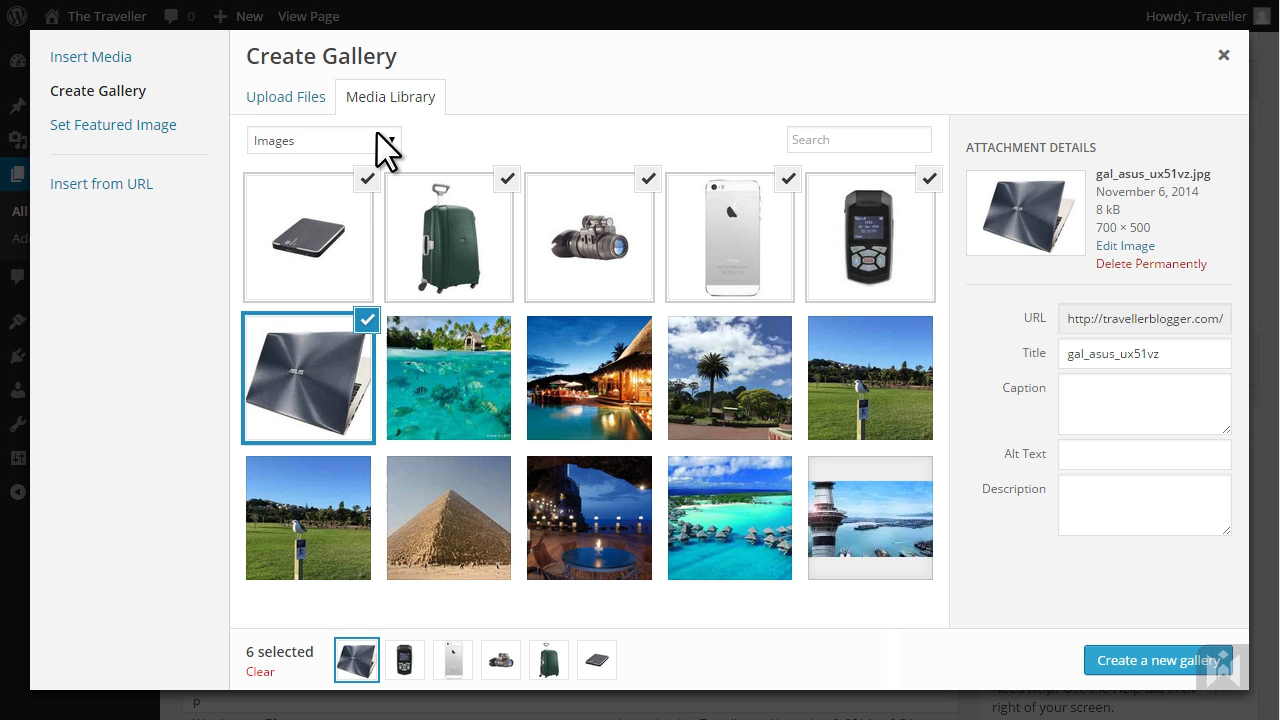 The Traveller
0
New
View Page
Howdy, Traveller
Insert Media
Create Gallery
Set Featured Image
Insert from URL
Create Gallery
Upload Files
Media Library
Images
Search
ATTACHMENT DETAILS
gal_asus_ux51vz.jpg
November 6, 2014
8 kB
700 × 500
Edit Image
Delete Permanently
URL
http://travellerblogger.com/
Title
gal_asus_ux51vz
Caption
Alt Text
Description
All
6 selected
Clear
Create a new gallery
P
right of your screen.